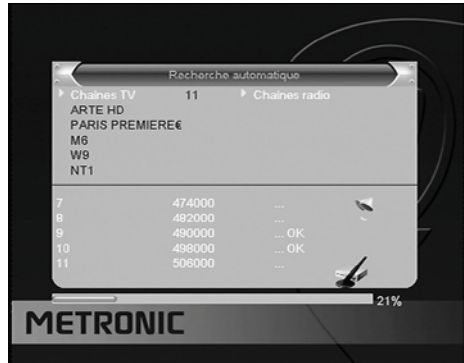 Recherche automatique
Chaînes TV 11 Chaînes radio
ARTE HD
PARIS PREMIERE€
M6
W9
NT1
7 474000 ...
8 482000 ...
9 490000 ... OK
10 498000 ... OK
11 506000 ...
21%
METRONIC